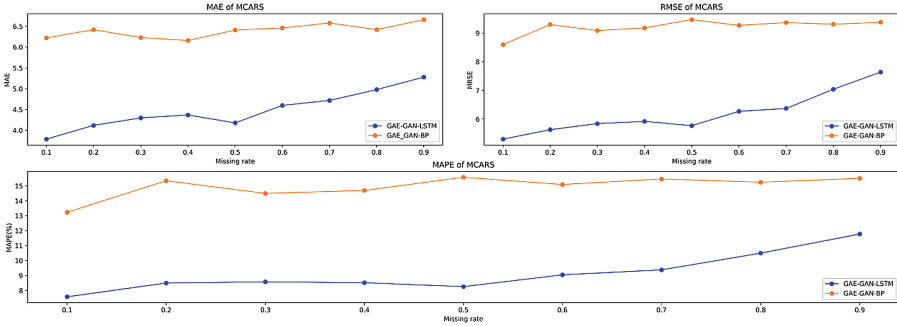 MAE of MCARS
MAE
6.5
6.0
5.5
5.0
4.5
4.0
GAE-GAN-LSTM
GAE_GAN-BP
0.1 0.2 0.3 0.4 0.5 0.6 0.7 0.8 0.9
Missing rate
RMSE of MCARS
MRSE
9
8
7
6
GAE-GAN-LSTM
GAE-GAN-BP
0.1 0.2 0.3 0.4 0.5 0.6 0.7 0.8 0.9
Missing rate
MAPE of MCARS
MAPE(%)
15
14
13
12
11
10
9
8
GAE-GAN-LSTM
GAE-GAN-BP
0.1 0.2 0.3 0.4 0.5 0.6 0.7 0.8 0.9
Missing rate